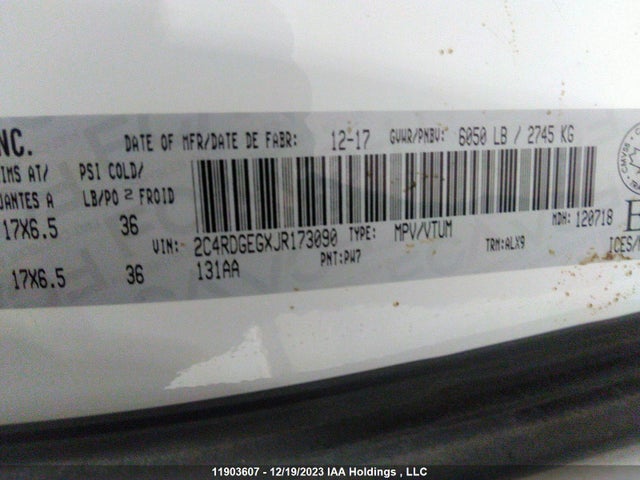 NC.
DATE OF MFR/DATE DE FABR: 12-17 GVWR/PNBV: 6050 LB / 2745 KG
IMS AT/ PSI COLD/
JANTES A LB/PO 2 FROID
17X6.5 36
VIN: 2C4RDGEGXJR173090 TYPE: MPV/VTUM MDH: 120718
17X6.5 36 131AA PNT:PW7 TRM:ALX9 ICES/
CMVSS
11903607 - 12/19/2023 IAA Holdings , LLC